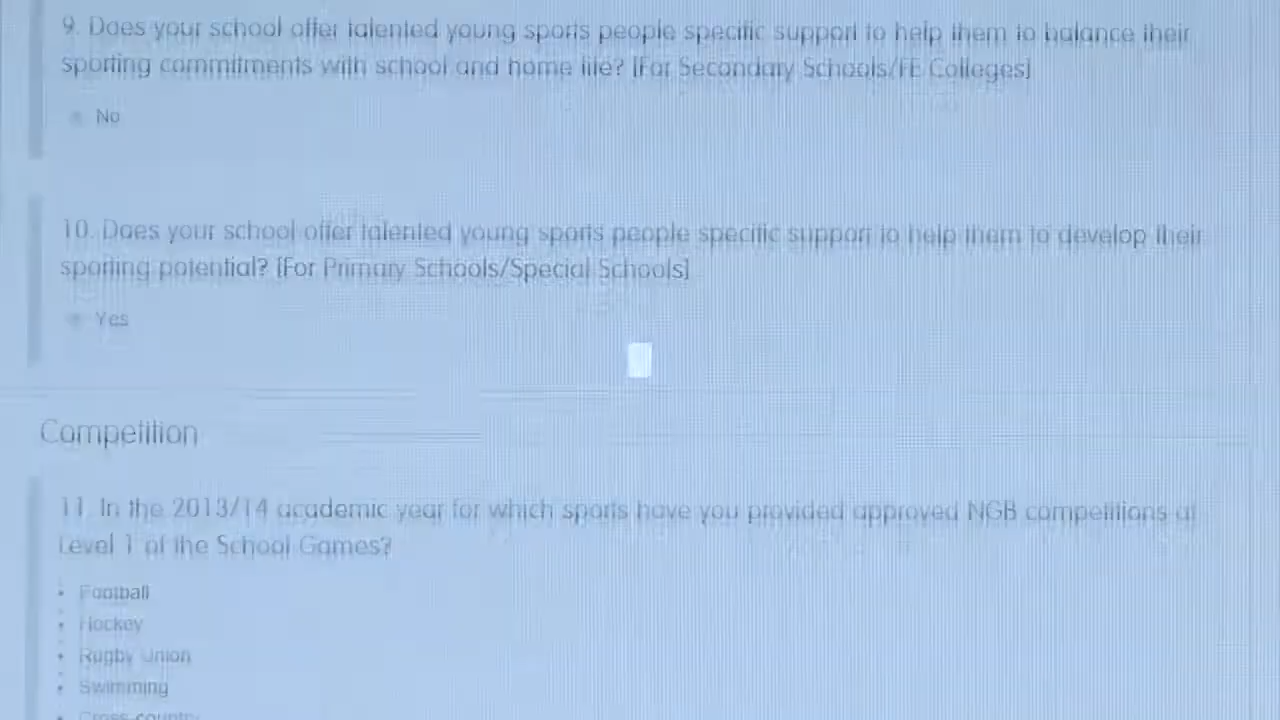 9. Does your school offer talented young sports people specific support to help them to balance their
sporting commitments with school and home life? [For Secondary Schools/FE Colleges]
No
10. Does your school offer talented young sports people specific support to help them to develop their
sporting potential? [For Primary Schools/Special Schools]
Yes
Competition
11. In the 2013/14 academic year for which sports have you provided approved NGB competitions at
Level 1 of the School Games?
• Football
• Hockey
• Rugby Union
• Swimming
• Cross country